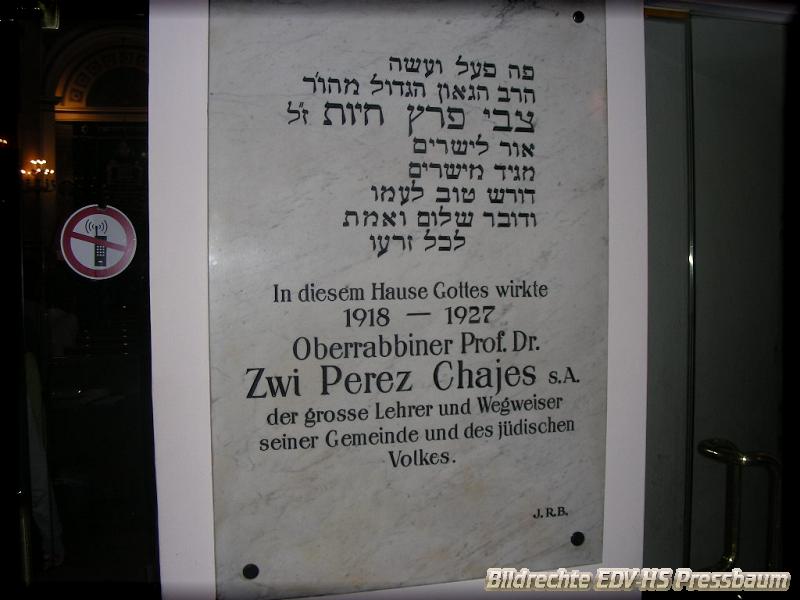 פה פעל ועשה
הרב הגאון הגדול מהו״ר
צבי פרץ חיות ז״ל
אור לישרים
מגיד מישרים
דורש טוב לעמו
ודובר שלום ואמת
לכל זרעו
In diesem Hause Gottes wirkte
1918 — 1927
Oberrabbiner Prof. Dr.
Zwi Perez Chajes s.A.
der grosse Lehrer und Wegweiser
seiner Gemeinde und des jüdischen
Volkes.
J.R.B.
Bildrechte EDV-HS Pressbaum